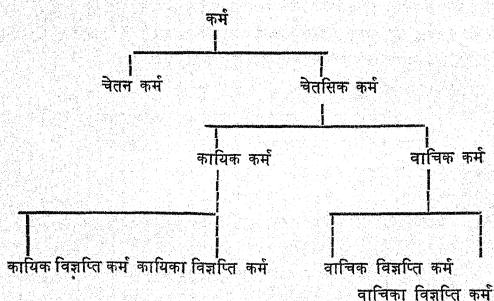 कर्म
चेतन कर्म चेतसिक कर्म
कायिक कर्म वाचिक कर्म
कायिक विज्ञप्ति कर्म कायिका विज्ञप्ति कर्म वाचिक विज्ञप्ति कर्म
वाचिका विज्ञप्ति कर्म